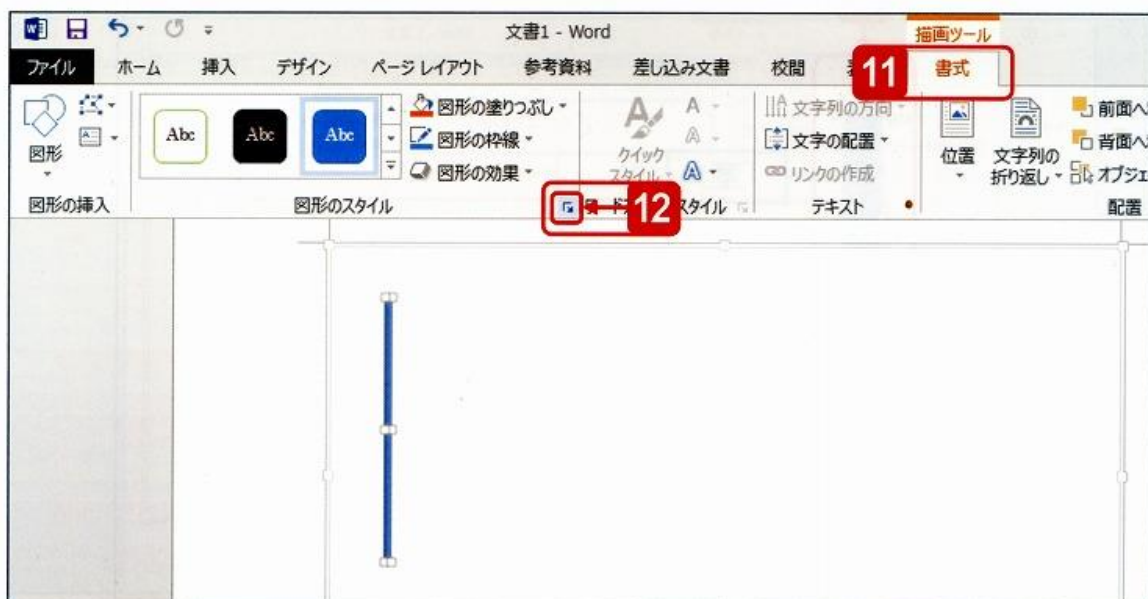 文書1 - Word
描画ツール
ファイル ホーム 挿入 デザイン ページ レイアウト 参考資料 差し込み文書 校閲 11 書式
図形
Abc Abc Abc
図形の塗りつぶし
図形の枠線
図形の効果
クイック
スタイル
文字列の方向
文字の配置
リンクの作成
位置
文字列の
折り返し
前面へ
背面へ
オブジェ
図形の挿入 図形のスタイル 12 スタイル テキスト 配置